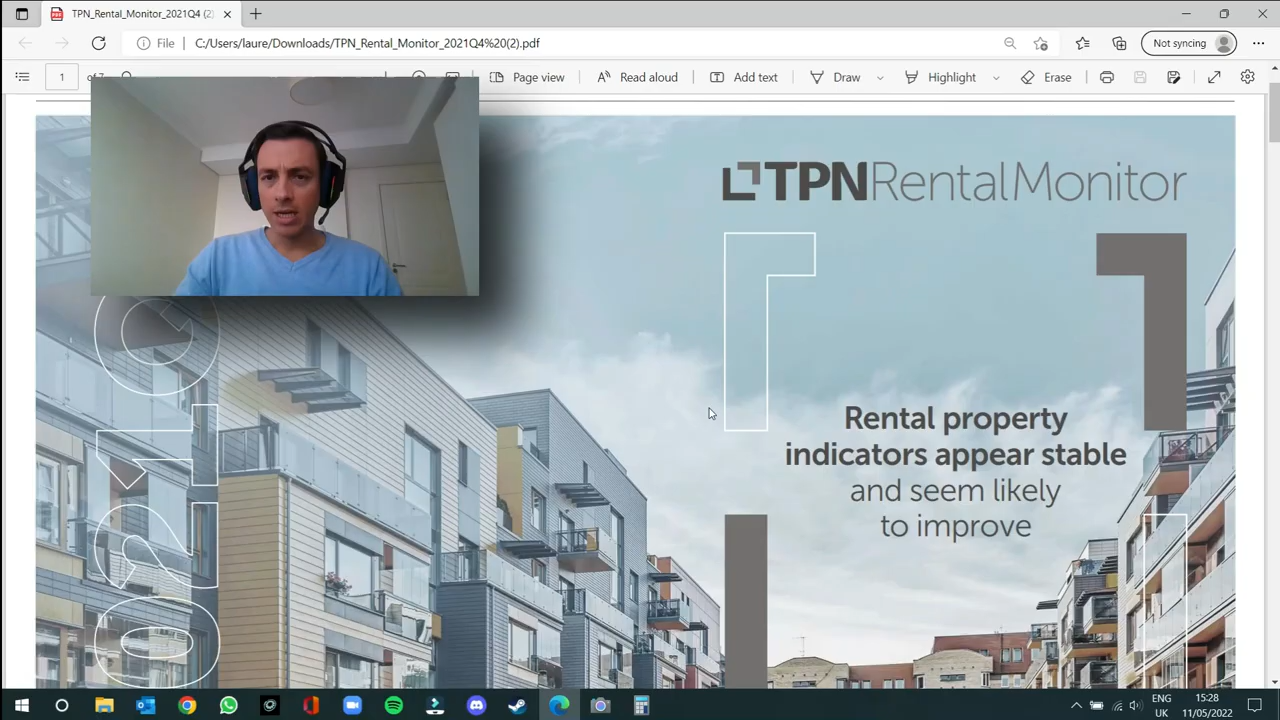 TPN_Rental_Monitor_2021Q4 (2)
File
C:/Users/laure/Downloads/TPN_Rental_Monitor_2021Q4%20(2).pdf
Not syncing
1
Page view
Read aloud
Add text
Draw
Highlight
Erase
TPNRentalMonitor
Rental property
indicators appear stable
and seem likely
to improve
ENG
UK
15:28
11/05/2022